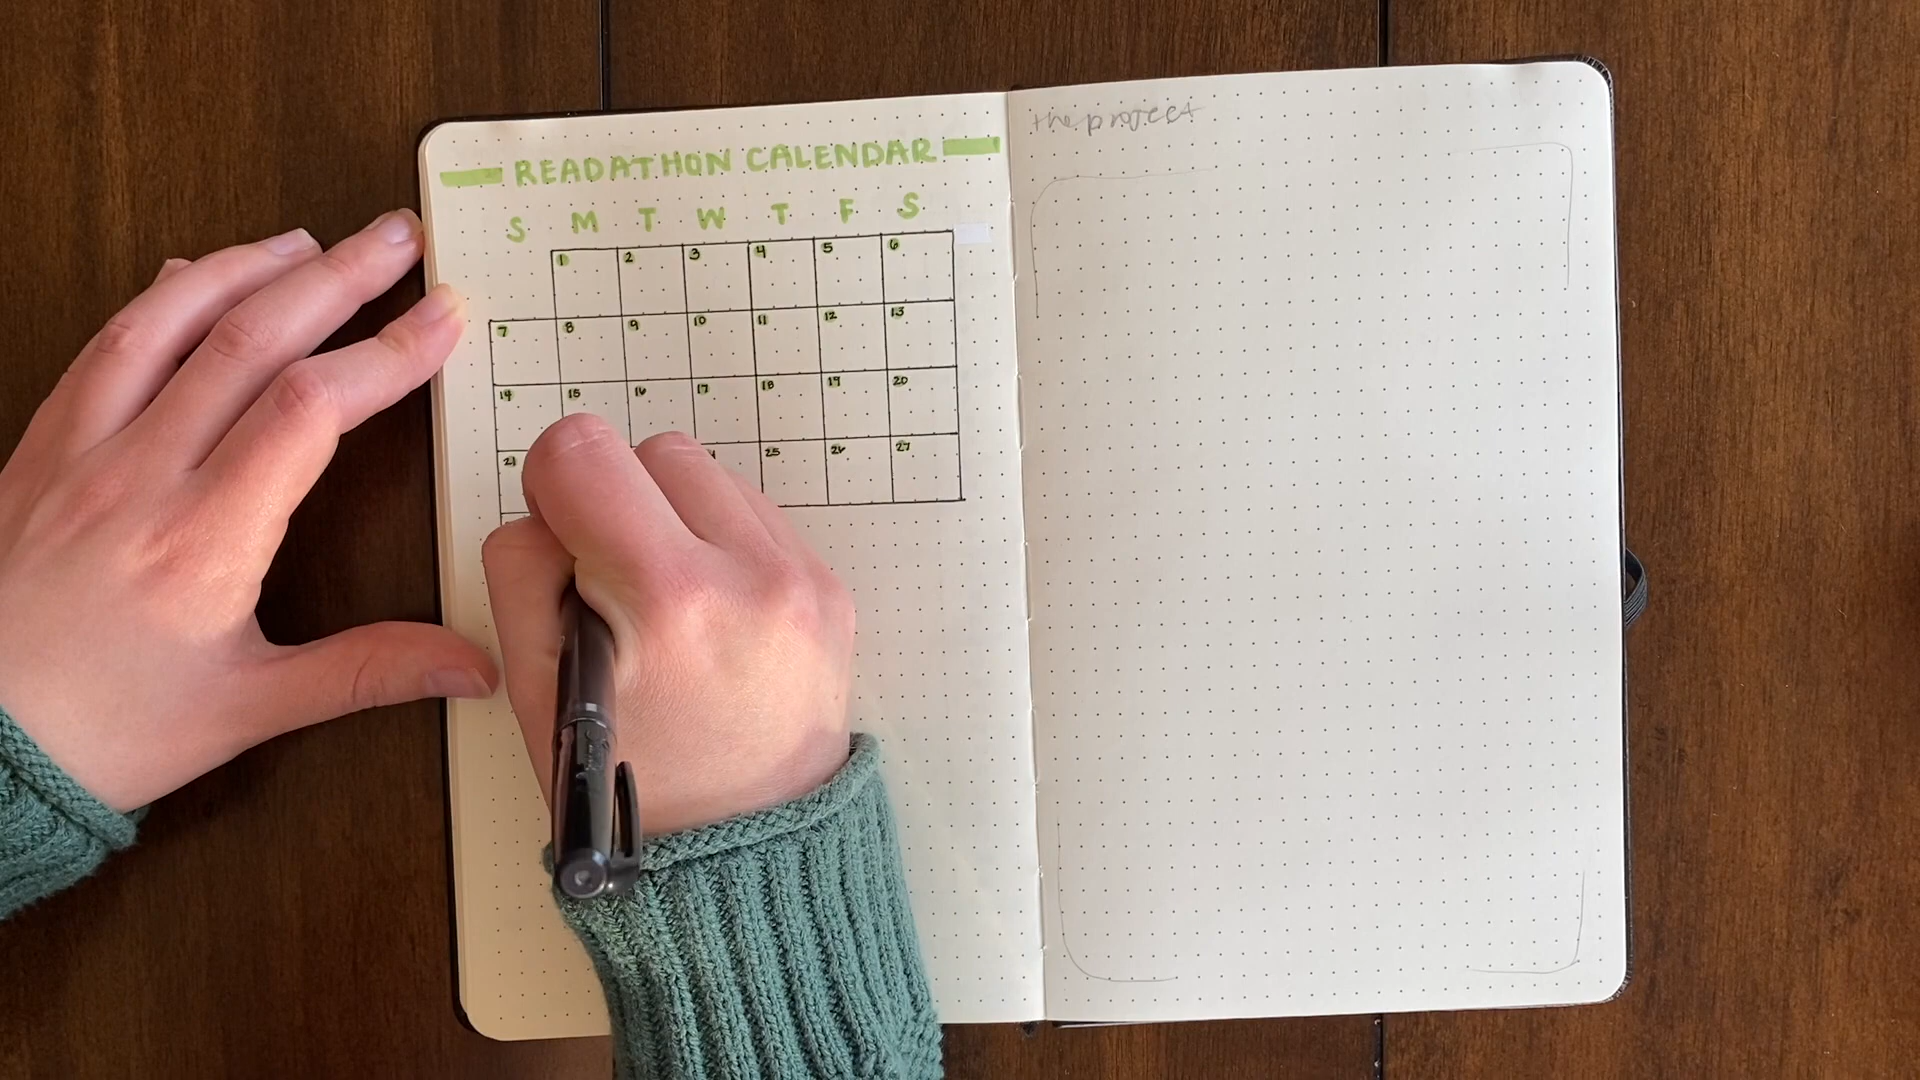 READATHON CALENDAR
the project
S M T W T F S
1 2 3 4 5 6
7 8 9 10 11 12 13
14 15 16 17 18 19 20
21 25 26 27